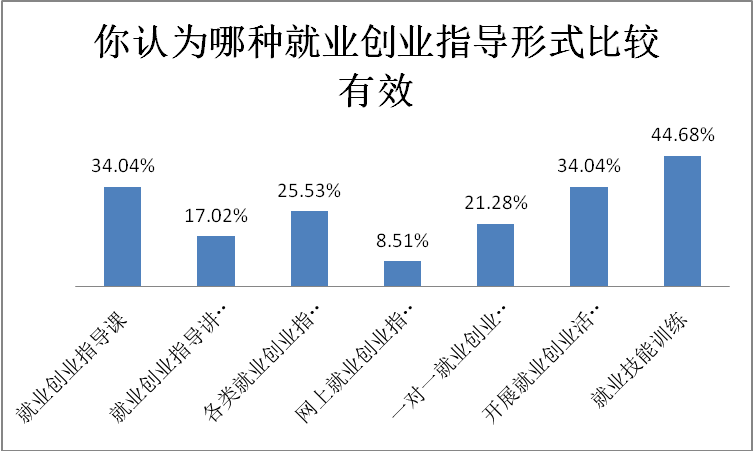 你认为哪种就业创业指导形式比较
有效
34.04%
17.02%
25.53%
8.51%
21.28%
34.04%
44.68%
就业创业指导课
就业创业指导讲..
各类就业创业指..
网上就业创业指..
一对一就业创业..
开展就业创业活..
就业技能训练